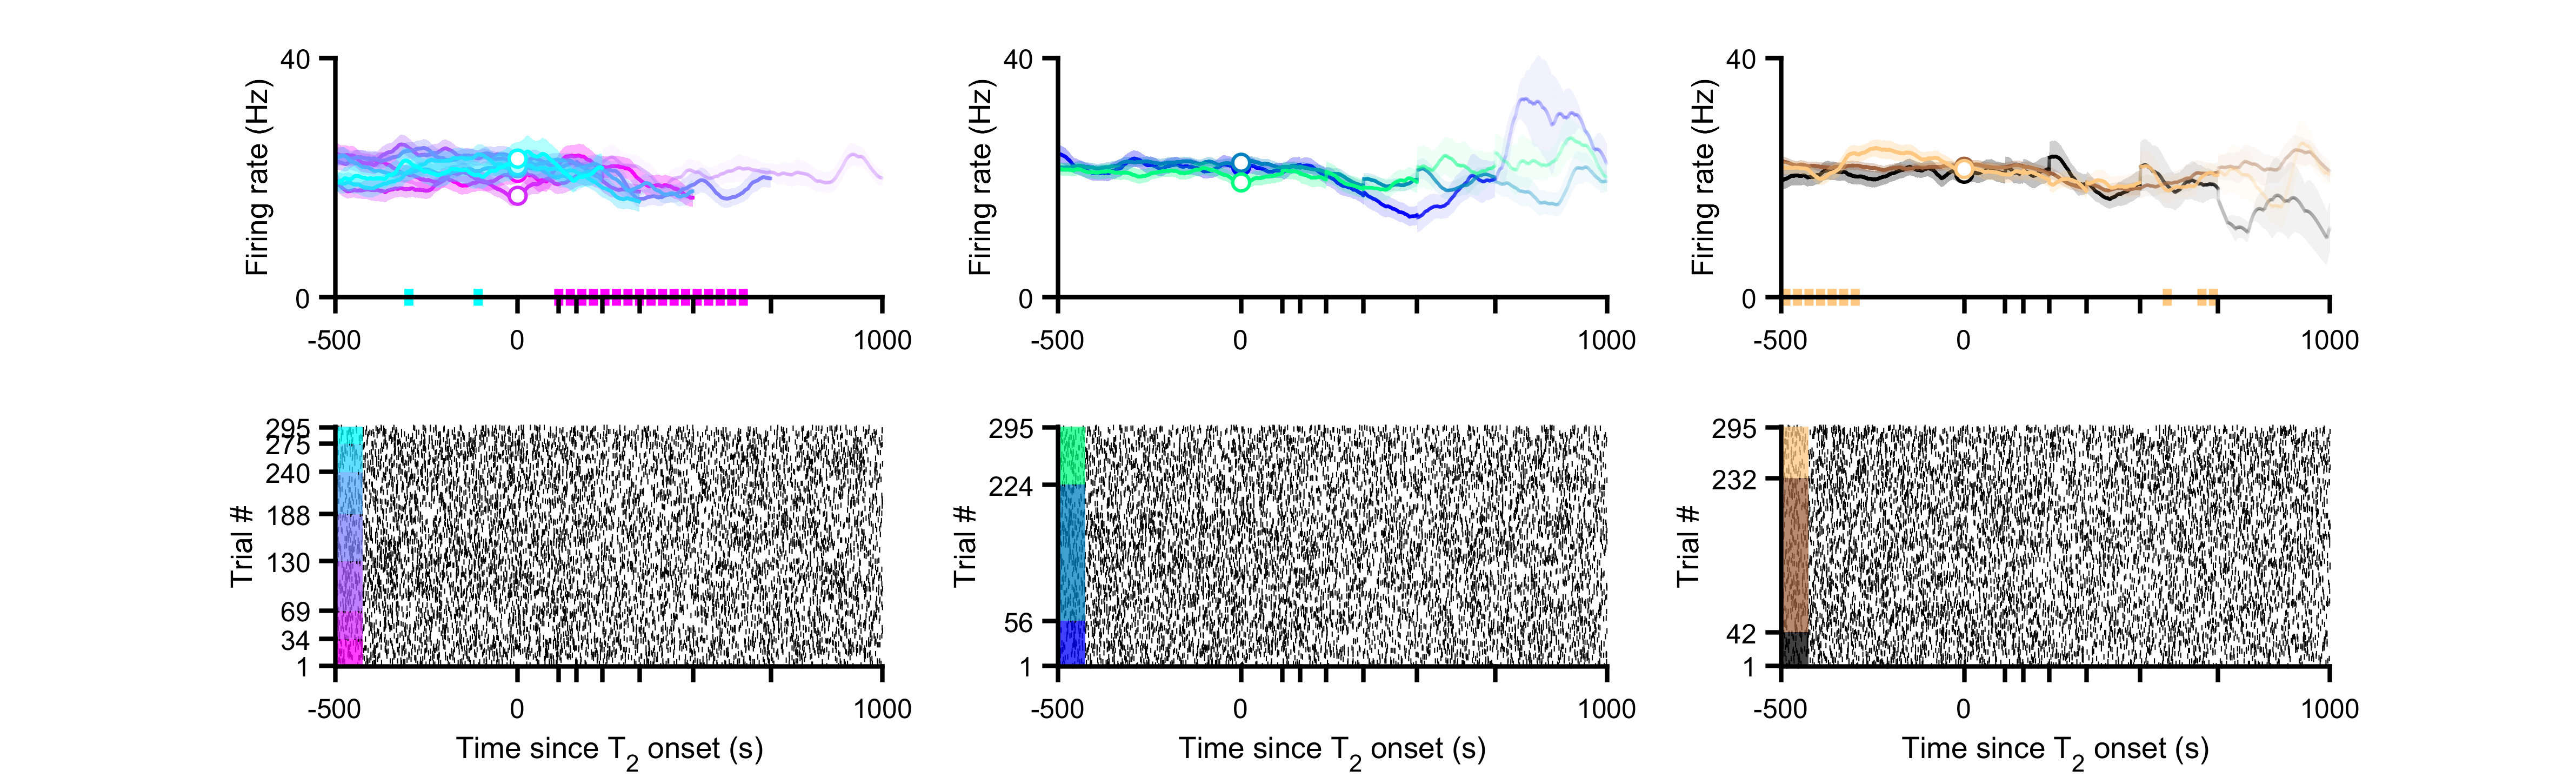 40
Firing rate (Hz)
0
-500 0 1000
40
Firing rate (Hz)
0
-500 0 1000
40
Firing rate (Hz)
0
-500 0 1000
295
275
240
188
130
69
34
1
Trial #
-500 0 1000
Time since T2 onset (s)
295
224
56
1
Trial #
-500 0 1000
Time since T2 onset (s)
295
232
42
1
Trial #
-500 0 1000
Time since T2 onset (s)